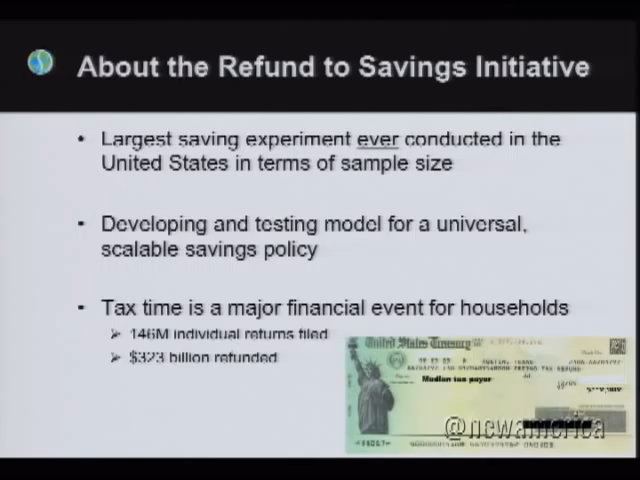 About the Refund to Savings Initiative
• Largest saving experiment ever conducted in the
United States in terms of sample size
• Developing and testing model for a universal,
scalable savings policy
• Tax time is a major financial event for households
➢ 146M individual returns filed
➢ $323 billion refunded
United States Treasury
AUSTIN, TEXAS
Median tax payer
@newamerica